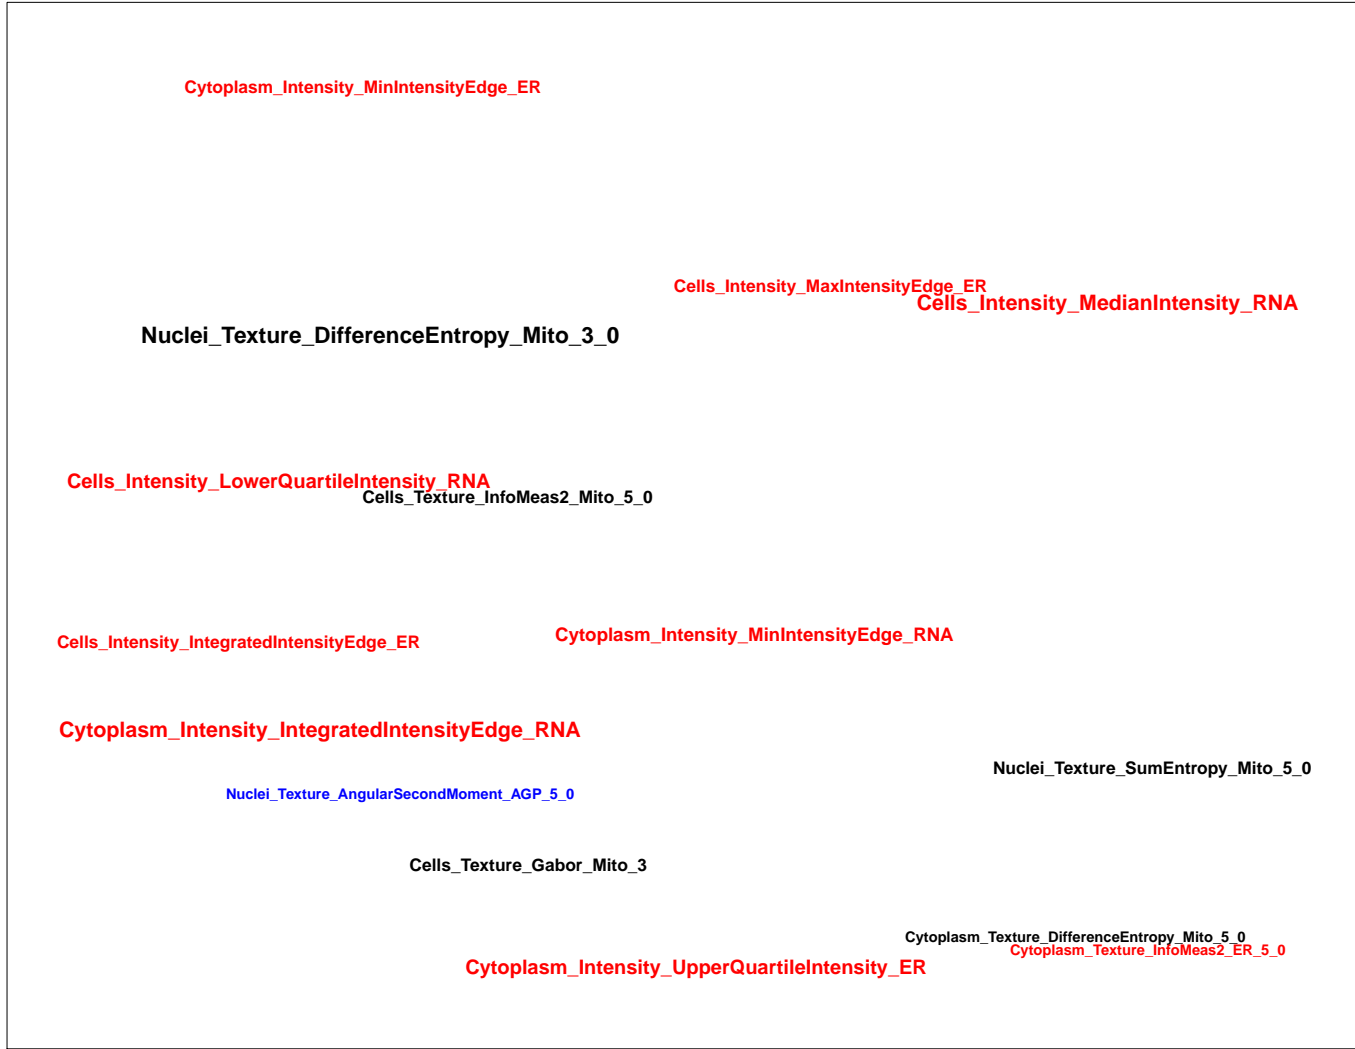 Cytoplasm_Intensity_MinIntensityEdge_ER
Cells_Intensity_MaxIntensityEdge_ER
Cells_Intensity_MedianIntensity_RNA
Nuclei_Texture_DifferenceEntropy_Mito_3_0
Cells_Intensity_LowerQuartileIntensity_RNA
Cells_Texture_InfoMeas2_Mito_5_0
Cytoplasm_Intensity_MinIntensityEdge_RNA
Cells_Intensity_IntegratedIntensityEdge_ER
Cytoplasm_Intensity_IntegratedIntensityEdge_RNA
Nuclei_Texture_SumEntropy_Mito_5_0
Nuclei_Texture_AngularSecondMoment_AGP_5_0
Cells_Texture_Gabor_Mito_3
Cytoplasm_Texture_DifferenceEntropy_Mito_5_0
Cytoplasm_Texture_InfoMeas2_ER_5_0
Cytoplasm_Intensity_UpperQuartileIntensity_ER